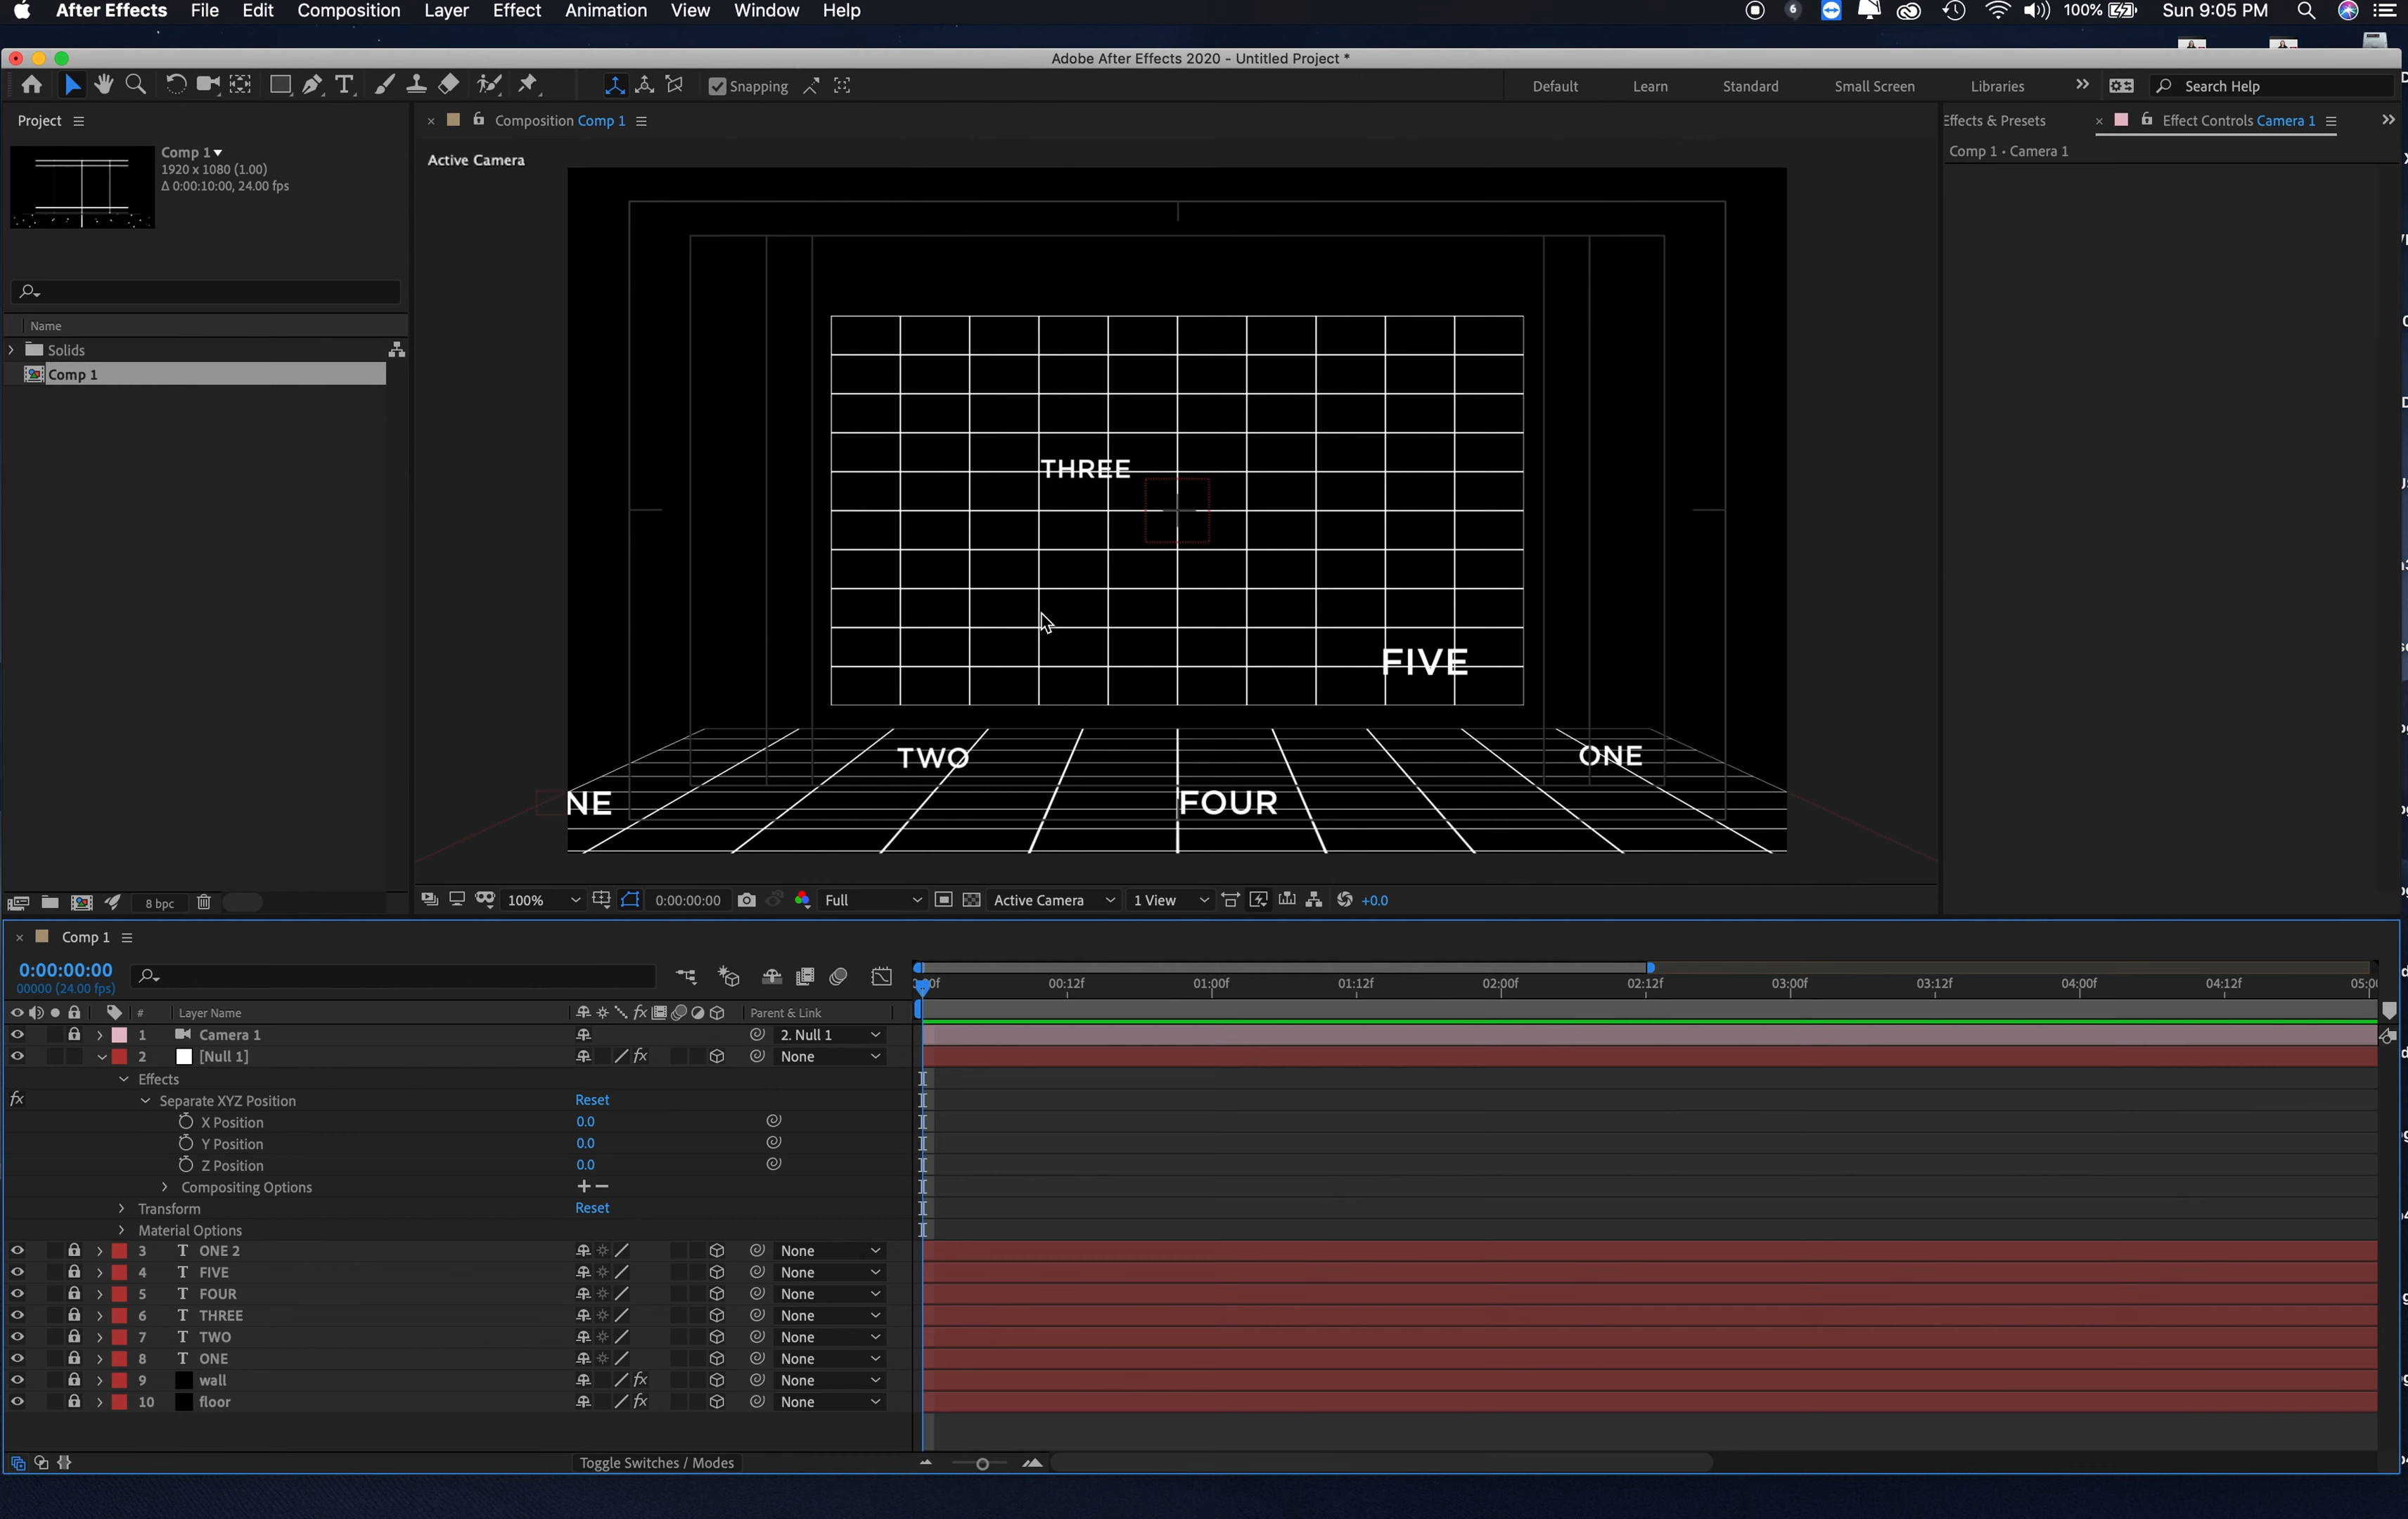 After Effects File Edit Composition Layer Effect Animation View Window Help 6 100% Sun 9:05 PM
Adobe After Effects 2020 - Untitled Project *
T Snapping Default Learn Standard Small Screen Libraries Search Help
Project
Composition Comp 1
Effects & Presets
Effect Controls Camera 1
Comp 1
1920 x 1080 (1.00)
Δ 0:00:10:00, 24.00 fps
Active Camera
Comp 1 • Camera 1
Name
Solids
Comp 1
THREE
FIVE
TWO
ONE
NE
FOUR
8 bpc
100% 0:00:00:00 Full Active Camera 1 View +0.0
Comp 1
0:00:00:00
00000 (24.00 fps)
0:00f 00:12f 01:00f 01:12f 02:00f 02:12f 03:00f 03:12f 04:00f 04:12f
# Layer Name fx Parent & Link
1 Camera 1 2. Null 1
2 [Null 1] fx None
Effects
fx Separate XYZ Position Reset
X Position 0.0
Y Position 0.0
Z Position 0.0
Compositing Options + −
Transform Reset
Material Options
3 T ONE 2 None
4 T FIVE None
5 T FOUR None
6 T THREE None
7 T TWO None
8 T ONE None
9 wall fx None
10 floor fx None
Toggle Switches / Modes